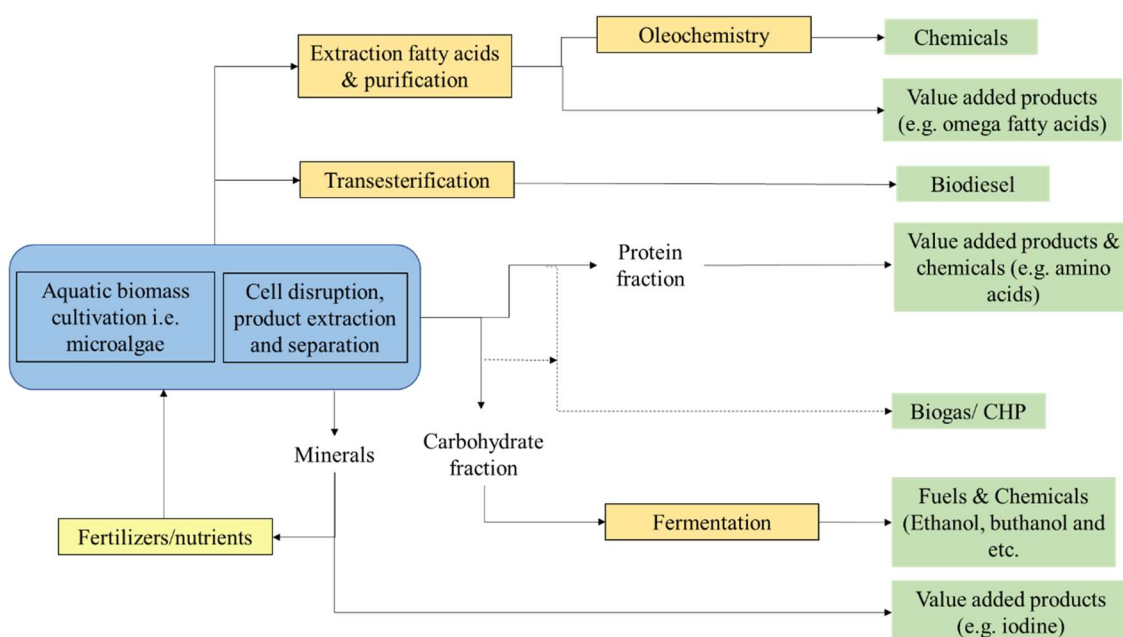 Extraction fatty acids
& purification
Oleochemistry
Chemicals
Value added products
(e.g. omega fatty acids)
Transesterification
Biodiesel
Aquatic biomass
cultivation i.e.
microalgae
Cell disruption,
product extraction
and separation
Protein
fraction
Value added products &
chemicals (e.g. amino
acids)
Biogas/ CHP
Minerals
Carbohydrate
fraction
Fertilizers/nutrients
Fermentation
Fuels & Chemicals
(Ethanol, buthanol and
etc.
Value added products
(e.g. iodine)